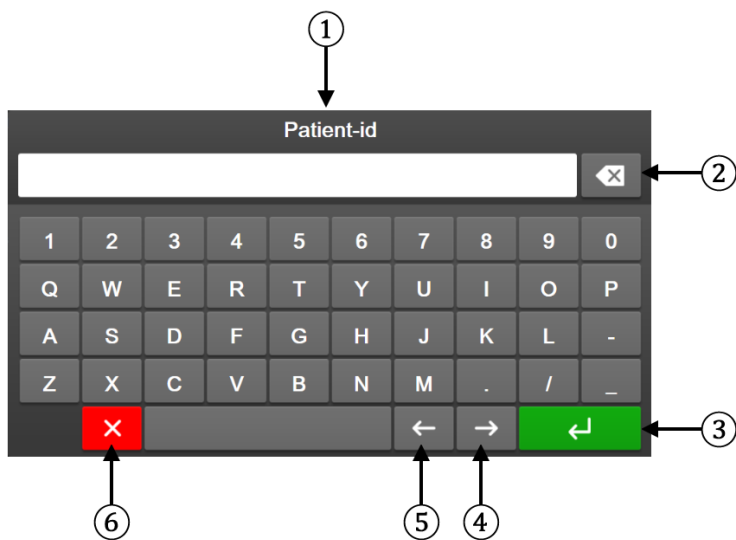 ①
Patient-id
②
1 2 3 4 5 6 7 8 9 0
Q W E R T Y U I O P
A S D F G H J K L -
Z X C V B N M . / _
③
⑥ ⑤ ④